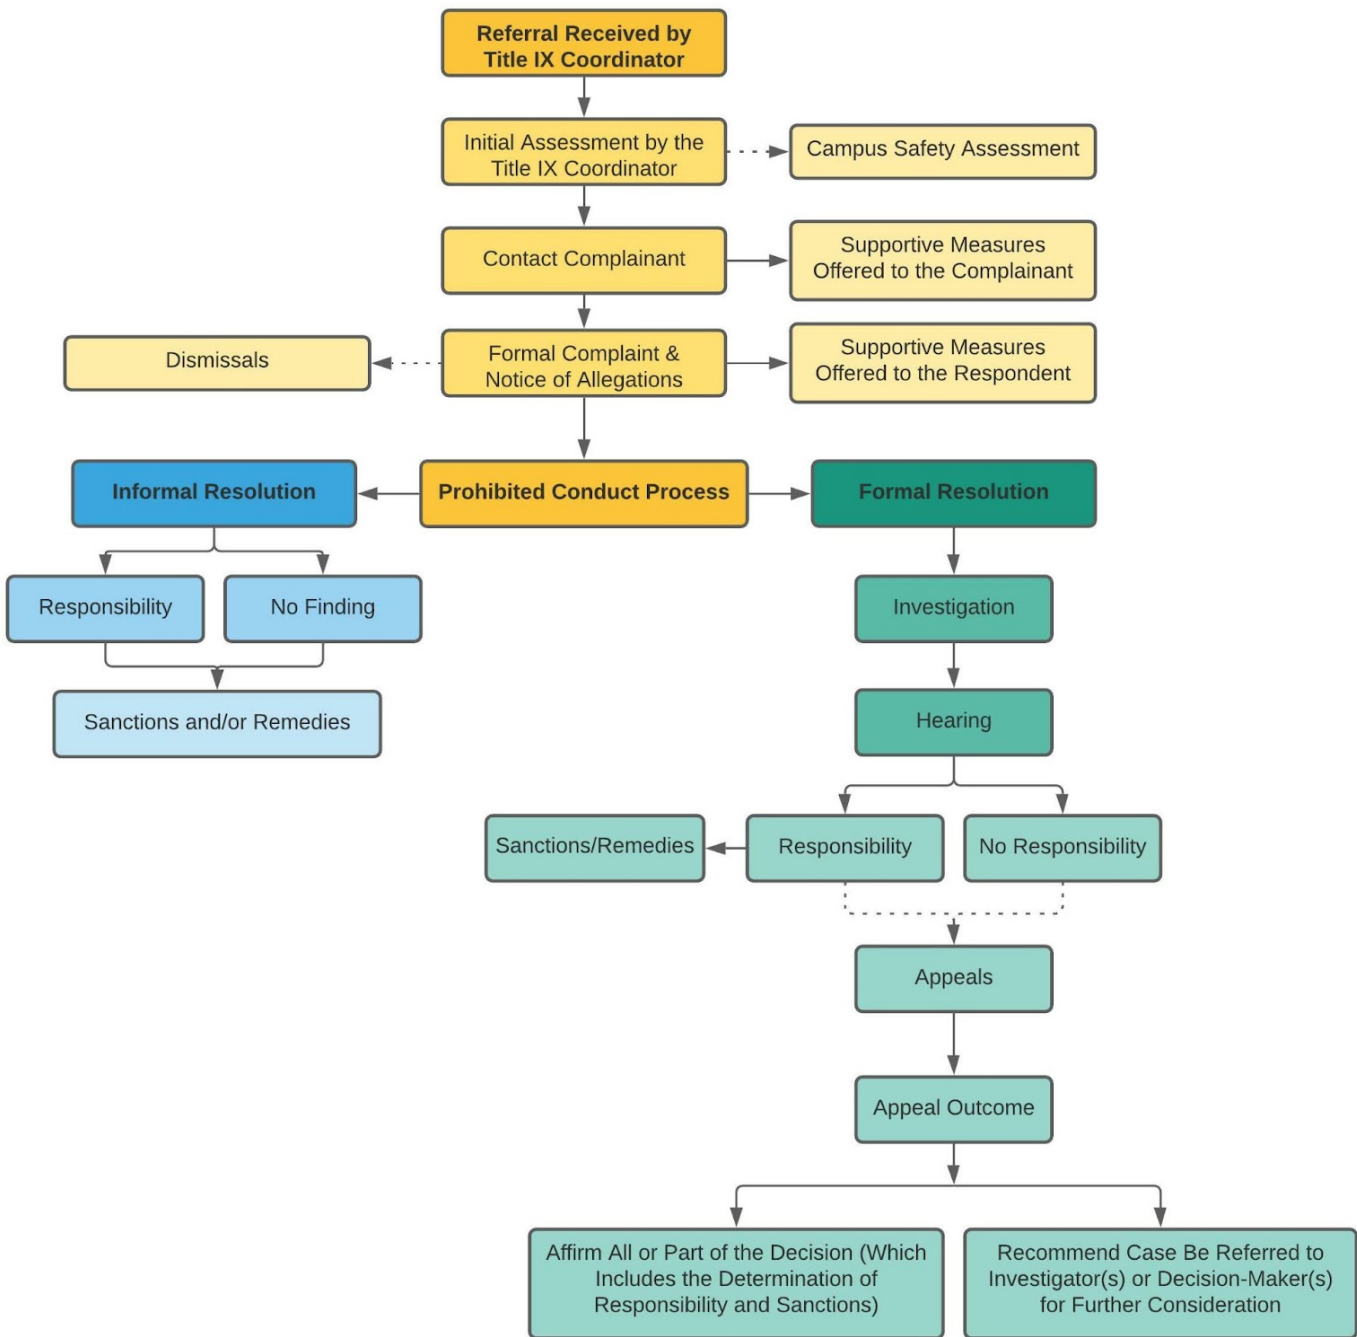 Referral Received by
Title IX Coordinator
Initial Assessment by the
Title IX Coordinator
Campus Safety Assessment
Contact Complainant
Supportive Measures
Offered to the Complainant
Dismissals
Formal Complaint &
Notice of Allegations
Supportive Measures
Offered to the Respondent
Informal Resolution
Prohibited Conduct Process
Formal Resolution
Responsibility
No Finding
Investigation
Sanctions and/or Remedies
Hearing
Sanctions/Remedies
Responsibility
No Responsibility
Appeals
Appeal Outcome
Affirm All or Part of the Decision (Which
Includes the Determination of
Responsibility and Sanctions)
Recommend Case Be Referred to
Investigator(s) or Decision-Maker(s)
for Further Consideration